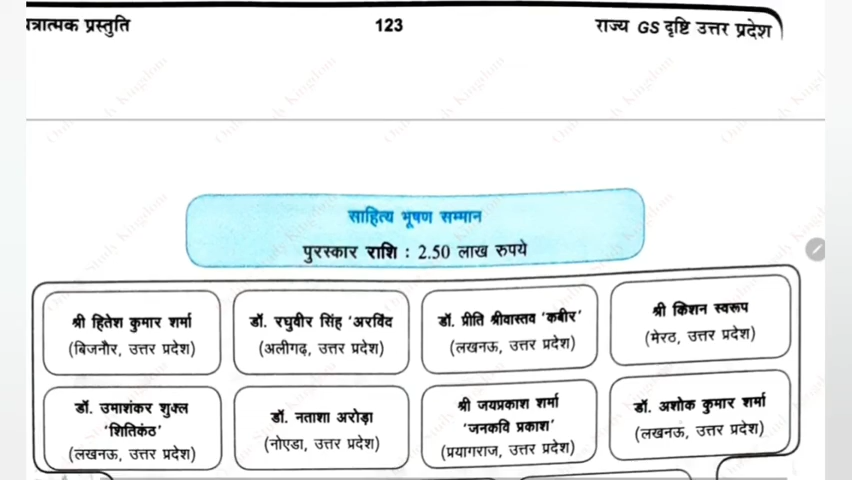 त्रात्मक प्रस्तुति
123
राज्य GS दृष्टि उत्तर प्रदेश
साहित्य भूषण सम्मान
पुरस्कार राशि : 2.50 लाख रुपये
श्री हितेश कुमार शर्मा
(बिजनौर, उत्तर प्रदेश)
डॉ. रघुवीर सिंह 'अरविंद
(अलीगढ़, उत्तर प्रदेश)
डॉ. प्रीति श्रीवास्तव 'कबीर'
(लखनऊ, उत्तर प्रदेश)
श्री किशन स्वरूप
(मेरठ, उत्तर प्रदेश)
डॉ. उमाशंकर शुक्ल
'शितिकंठ'
(लखनऊ, उत्तर प्रदेश)
डॉ. नताशा अरोड़ा
(नोएडा, उत्तर प्रदेश)
श्री जयप्रकाश शर्मा
'जनकवि प्रकाश'
(प्रयागराज, उत्तर प्रदेश)
डॉ. अशोक कुमार शर्मा
(लखनऊ, उत्तर प्रदेश)